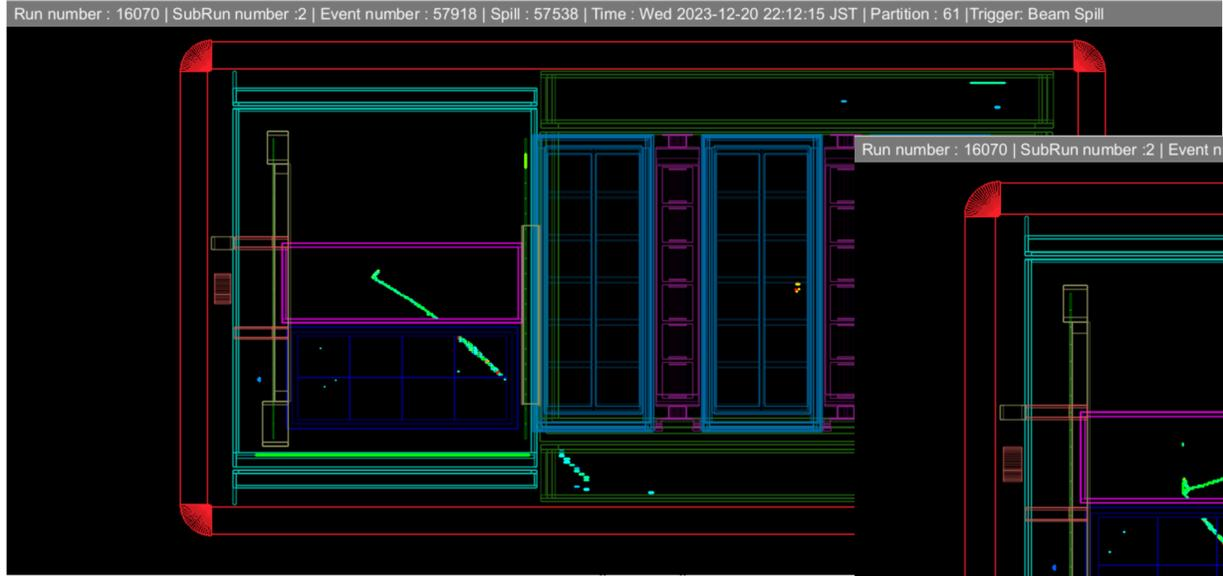 Run number : 16070 | SubRun number :2 | Event number : 57918 | Spill : 57538 | Time : Wed 2023-12-20 22:12:15 JST | Partition : 61 |Trigger: Beam Spill
Run number : 16070 | SubRun number :2 | Event n